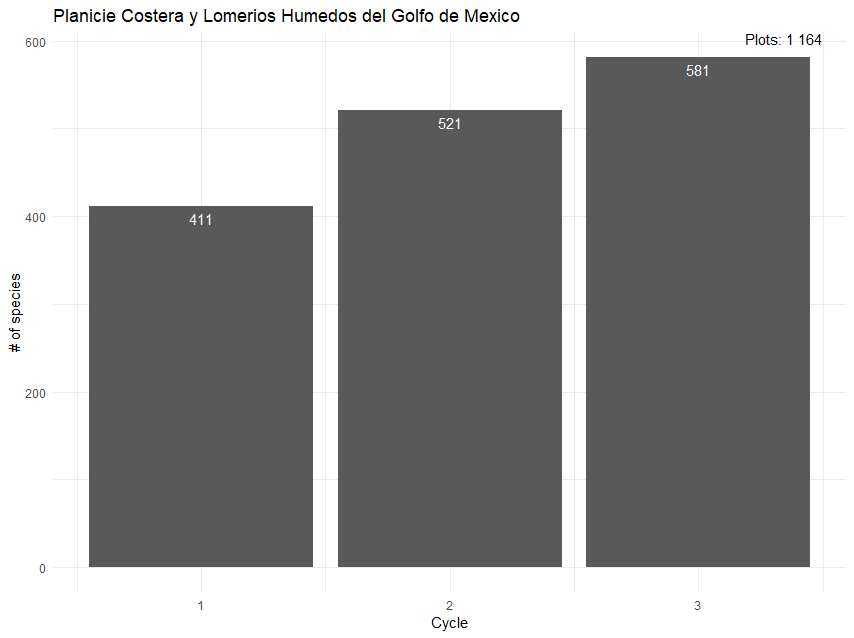 Planicie Costera y Lomerios Humedos del Golfo de Mexico
Plots: 1 164
600
581
521
411
400
# of species
200
0
1 2 3
Cycle